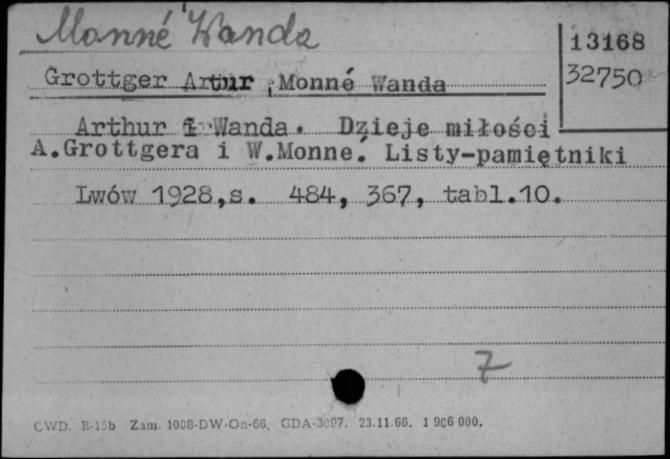 Monné Wanda
13168
Grottger Artur, Monné Wanda
32750
Arthur i Wanda. Dzieje miłości
A.Grottgera i W.Monne. Listy-pamiętniki
Lwów 1928,s. 484, 367, tabl.10.
7
CWD. B-15b Zam. 1008-DW-On-66. GDA-3097. 23.11.66. 1 906 000.